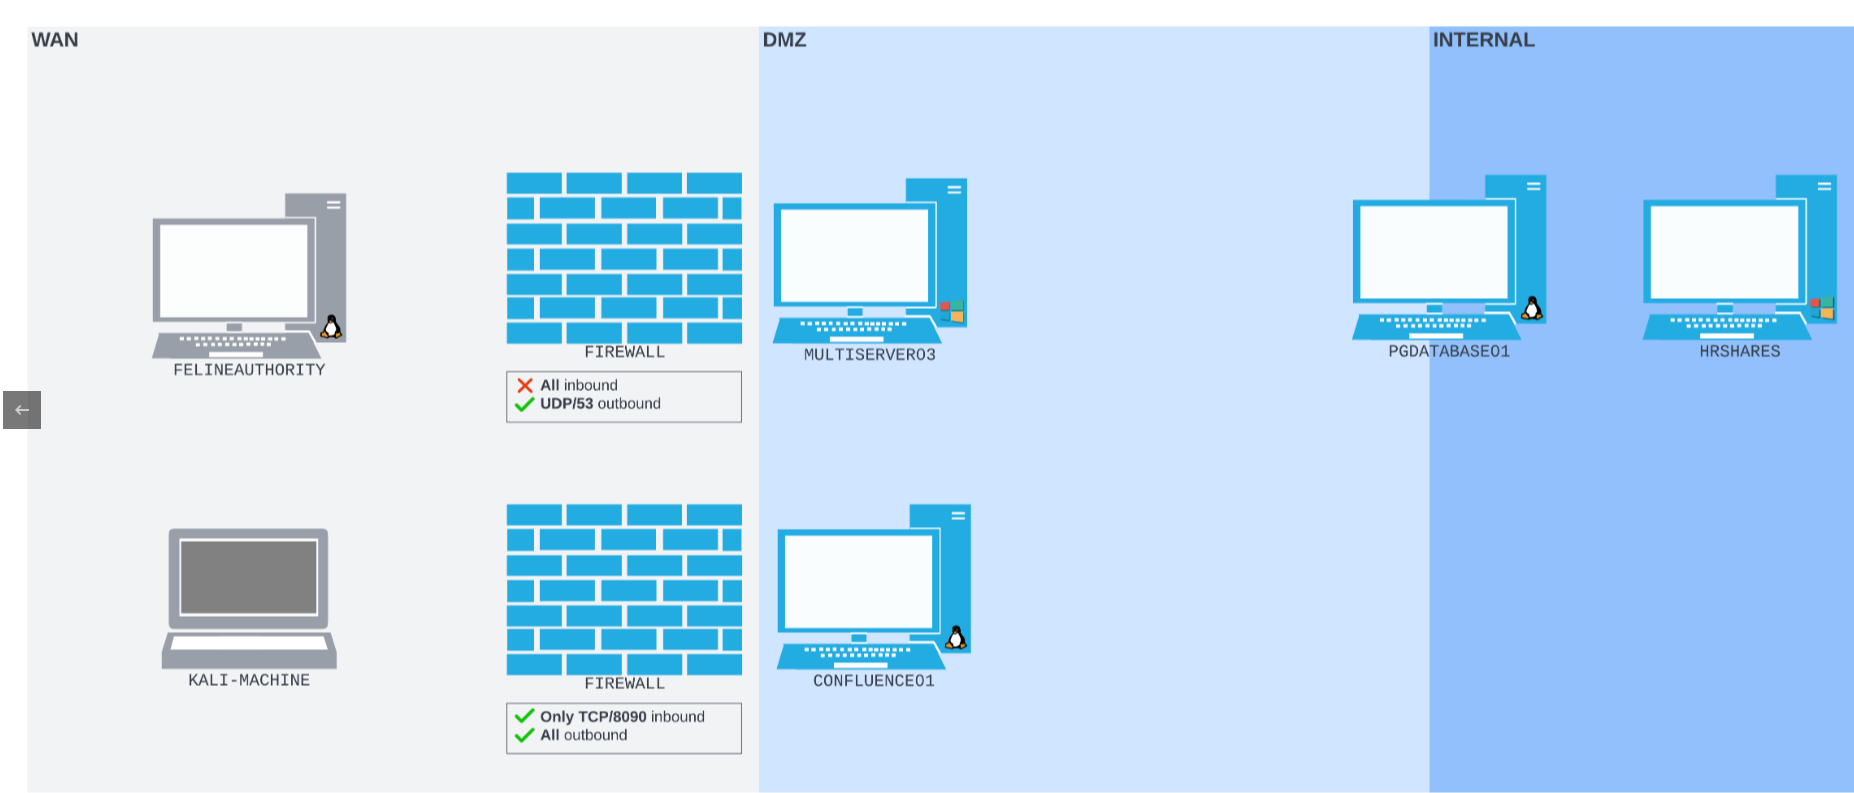 WAN
DMZ
INTERNAL
FELINEAUTHORITY
FIREWALL
All inbound
UDP/53 outbound
MULTISERVER03
PGDATABASE01
HRSHARES
KALI-MACHINE
FIREWALL
Only TCP/8090 inbound
All outbound
CONFLUENCE01